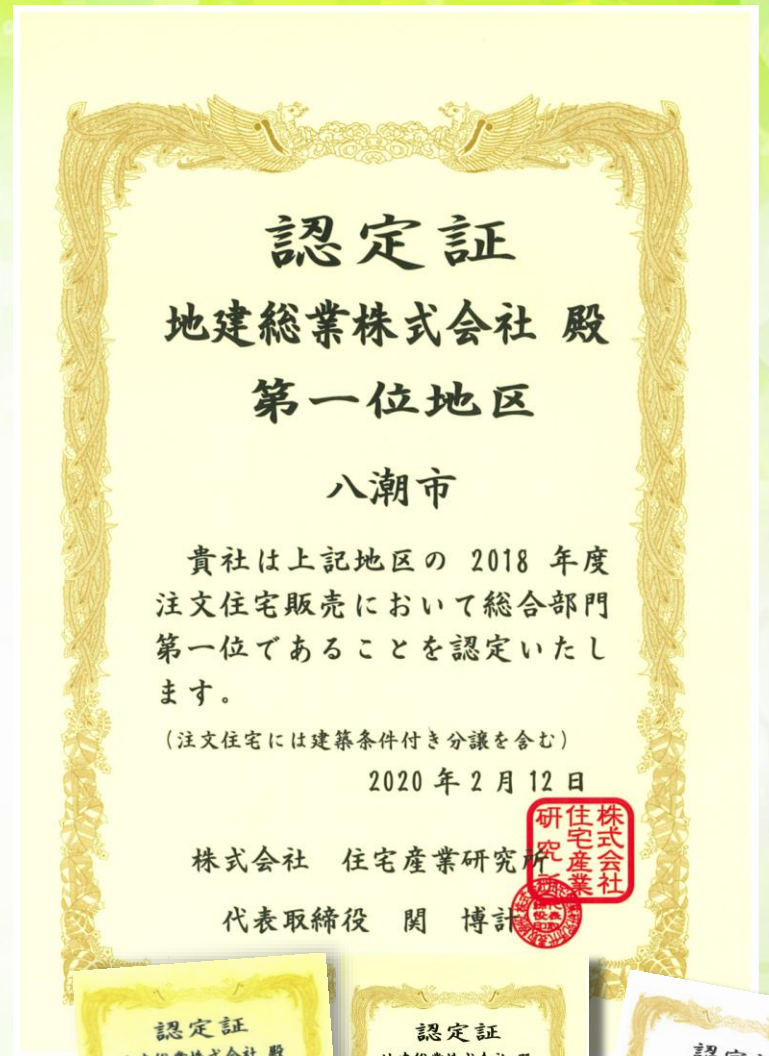 認定証
地建総業株式会社 殿
第一位地区
八潮市
貴社は上記地区の 2018 年度
注文住宅販売において総合部門
第一位であることを認定いたし
ます。
(注文住宅には建築条件付き分譲を含む)
2020 年 2 月 12 日
株式会社 住宅産業研究所
代表取締役 関 博計
株式会社
住宅産業
研究所
認定証
認定証